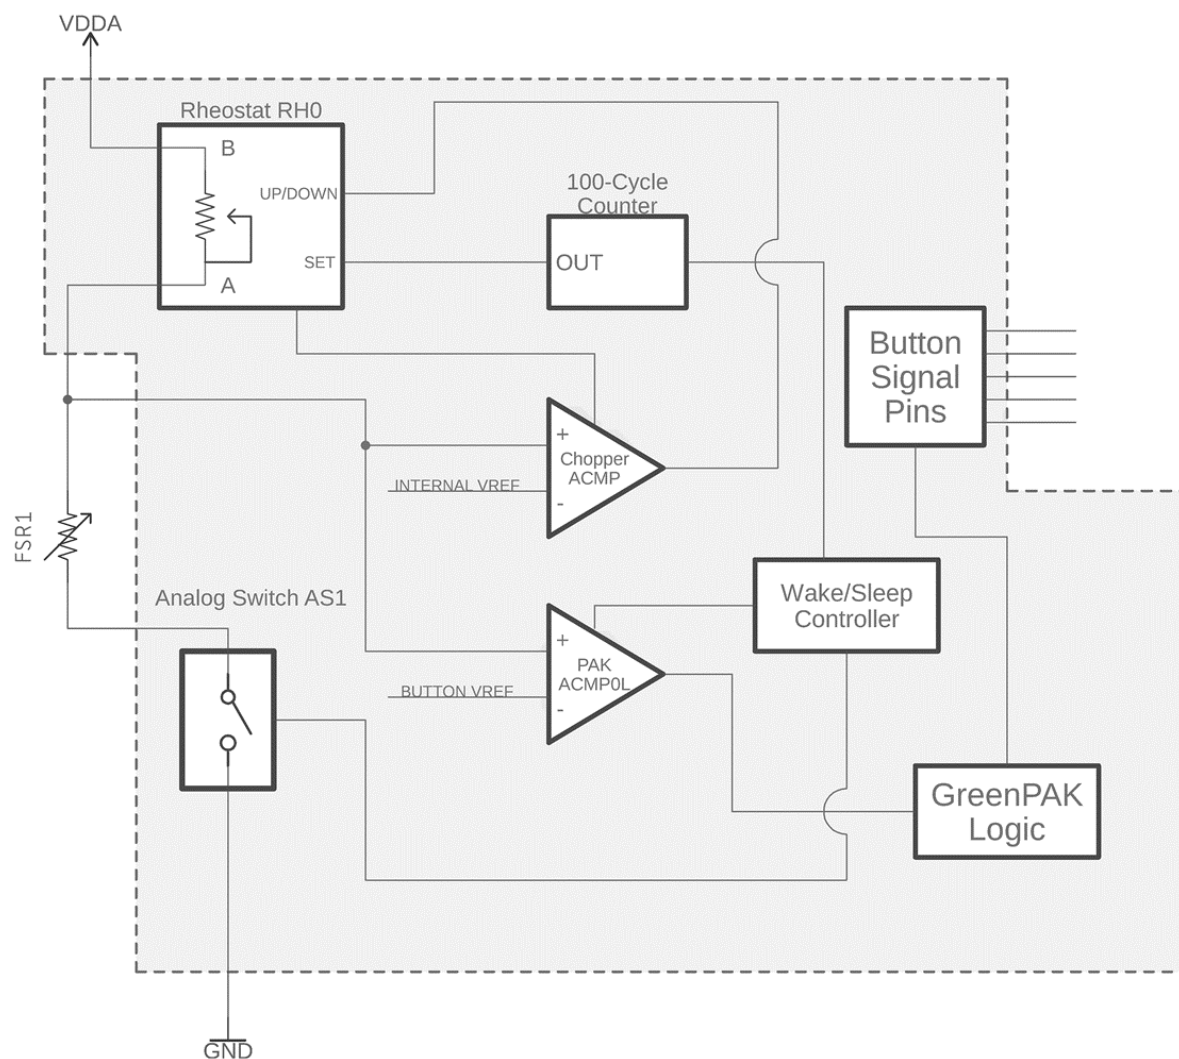 VDDA
Rheostat RH0
B
UP/DOWN
SET
A
100-Cycle
Counter
OUT
Button
Signal
Pins
+
Chopper
ACMP
-
INTERNAL VREF
FSR1
Analog Switch AS1
Wake/Sleep
Controller
+
PAK
ACMP0L
-
BUTTON VREF
GreenPAK
Logic
GND